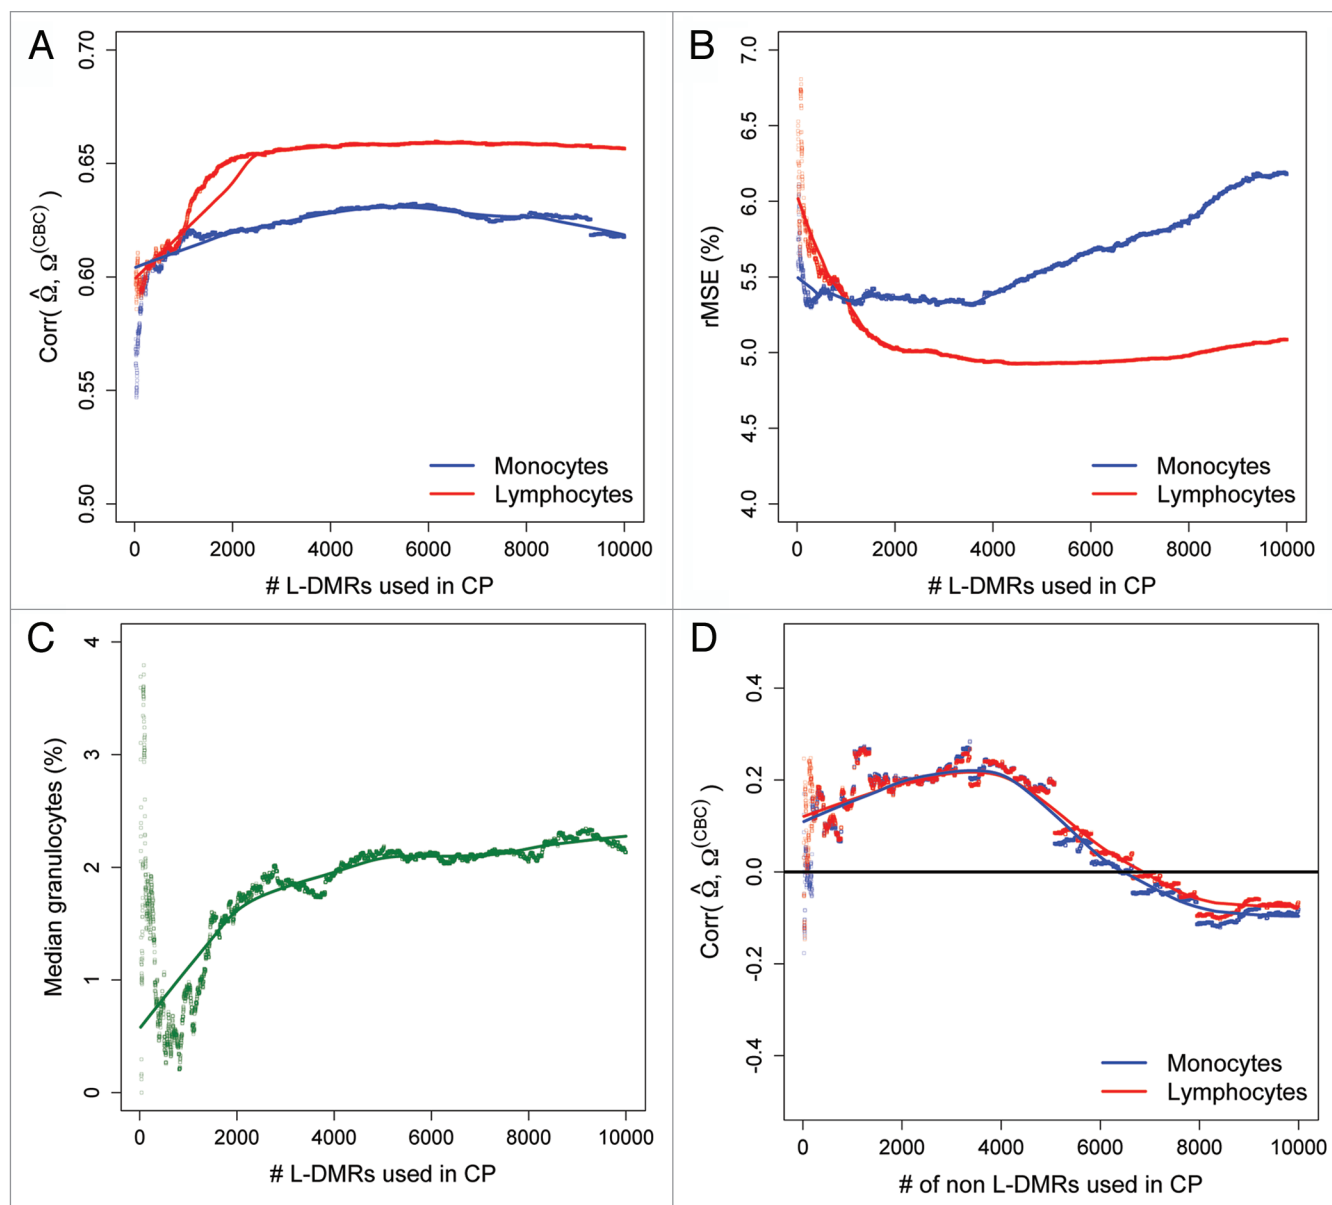 A
Corr( Ω̂, Ω(CBC) )
0.70
0.65
0.60
0.55
0.50
Monocytes
Lymphocytes
0 2000 4000 6000 8000 10000
# L-DMRs used in CP
B
rMSE (%)
7.0
6.5
6.0
5.5
5.0
4.5
4.0
Monocytes
Lymphocytes
0 2000 4000 6000 8000 10000
# L-DMRs used in CP
C
Median granulocytes (%)
4
3
2
1
0
0 2000 4000 6000 8000 10000
# L-DMRs used in CP
D
Corr( Ω̂, Ω(CBC) )
0.4
0.2
0.0
-0.2
-0.4
Monocytes
Lymphocytes
0 2000 4000 6000 8000 10000
# of non L-DMRs used in CP